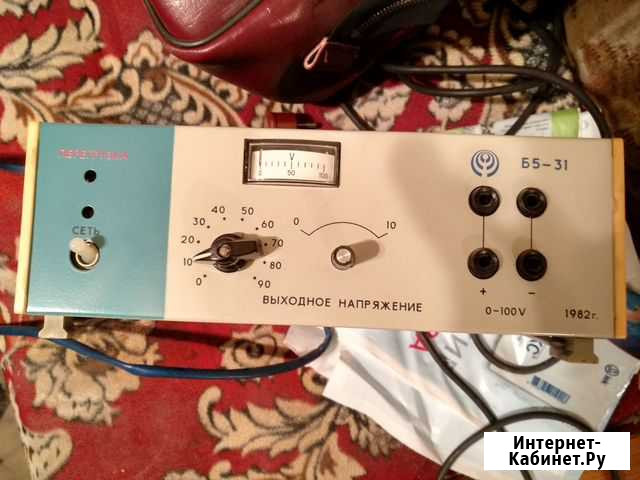 ПЕРЕГРУЗКА
СЕТЬ
V
0 50 100
0 10 20 30 40 50 60 70 80 90
0 10
ВЫХОДНОЕ НАПРЯЖЕНИЕ
Б5-31
+ −
0-100V
1982г.
Интернет-
Кабинет.Ру